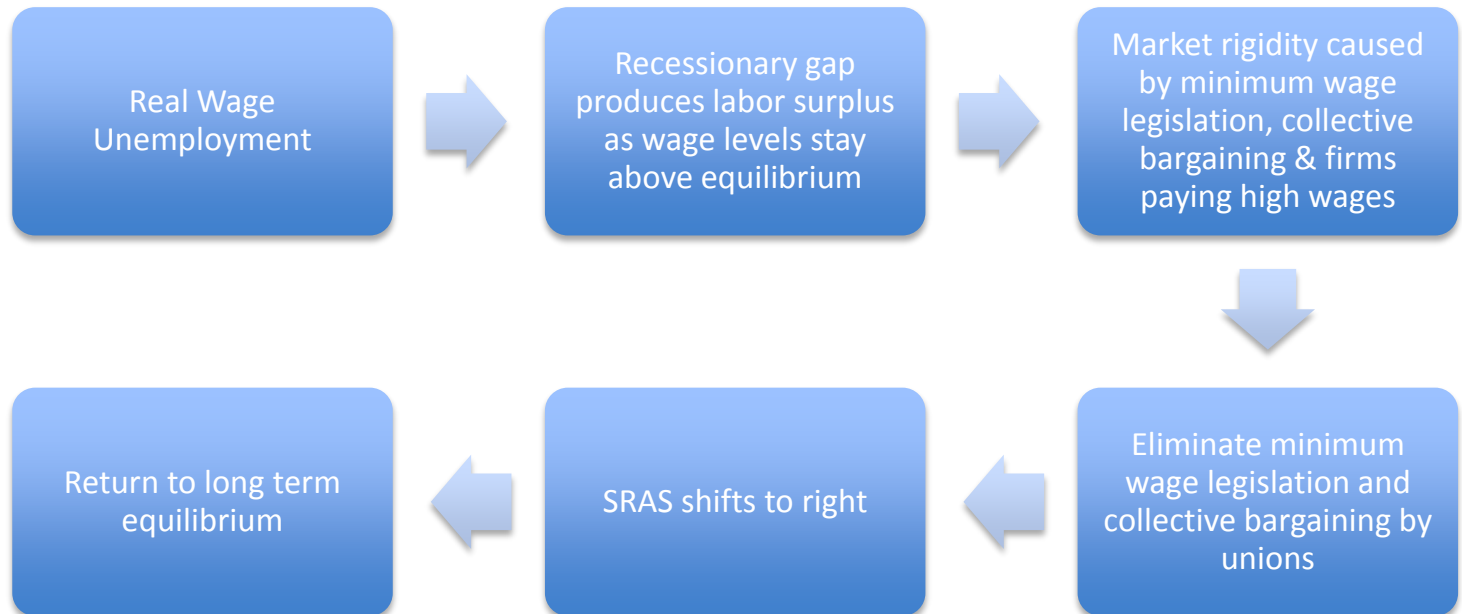 Real Wage
Unemployment
Recessionary gap
produces labor surplus
as wage levels stay
above equilibrium
Market rigidity caused
by minimum wage
legislation, collective
bargaining & firms
paying high wages
Eliminate minimum
wage legislation and
collective bargaining by
unions
SRAS shifts to right
Return to long term
equilibrium